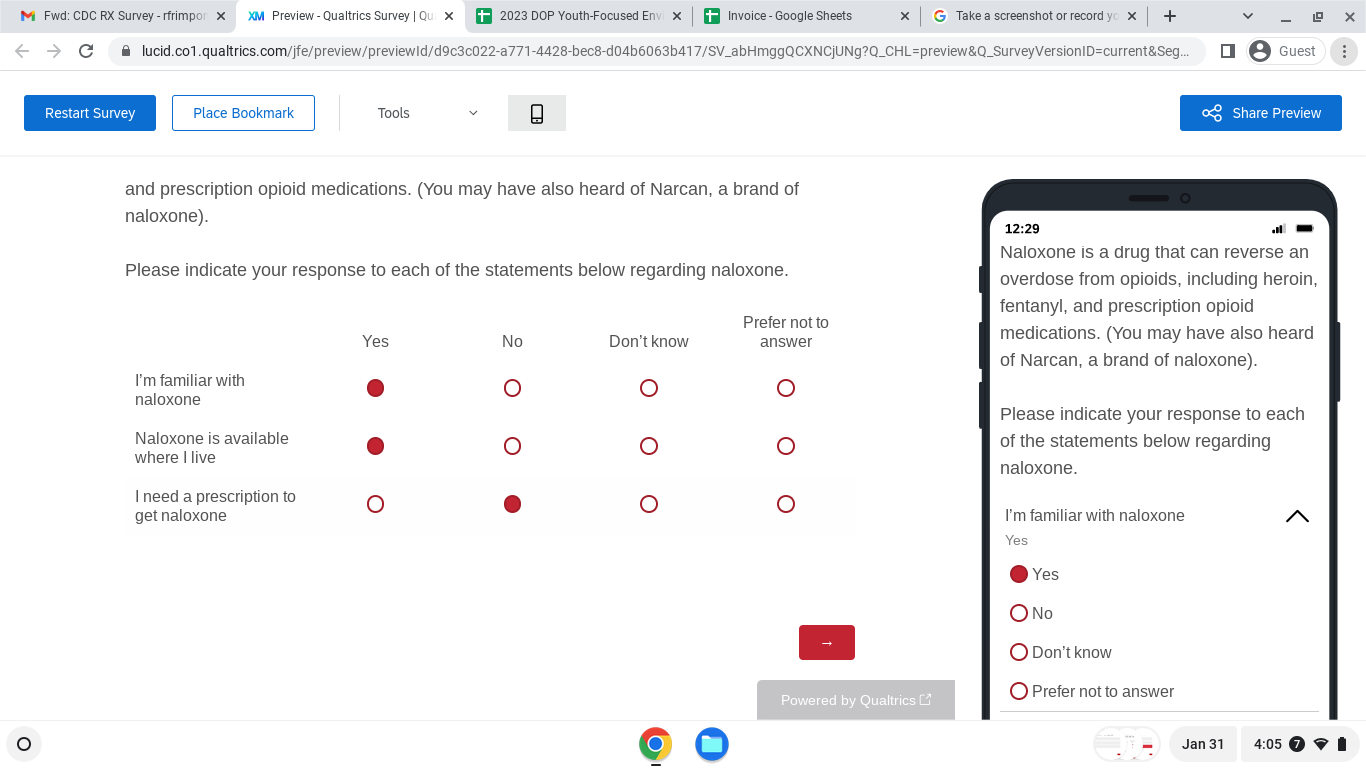 Fwd: CDC RX Survey - rfrimpor
Preview - Qualtrics Survey | Qu
2023 DOP Youth-Focused Envi
Invoice - Google Sheets
Take a screenshot or record yo
lucid.co1.qualtrics.com/jfe/preview/previewId/d9c3c022-a771-4428-bec8-d04b6063b417/SV_abHmggQCXNCjUNg?Q_CHL=preview&Q_SurveyVersionID=current&Seg...
Guest
Restart Survey
Place Bookmark
Tools
Share Preview
and prescription opioid medications. (You may have also heard of Narcan, a brand of
naloxone).
Please indicate your response to each of the statements below regarding naloxone.
Yes
No
Don’t know
Prefer not to
answer
I’m familiar with
naloxone
Naloxone is available
where I live
I need a prescription to
get naloxone
→
Powered by Qualtrics
12:29
Naloxone is a drug that can reverse an
overdose from opioids, including heroin,
fentanyl, and prescription opioid
medications. (You may have also heard
of Narcan, a brand of naloxone).
Please indicate your response to each
of the statements below regarding
naloxone.
I’m familiar with naloxone
Yes
Yes
No
Don’t know
Prefer not to answer
Jan 31
4:05
7